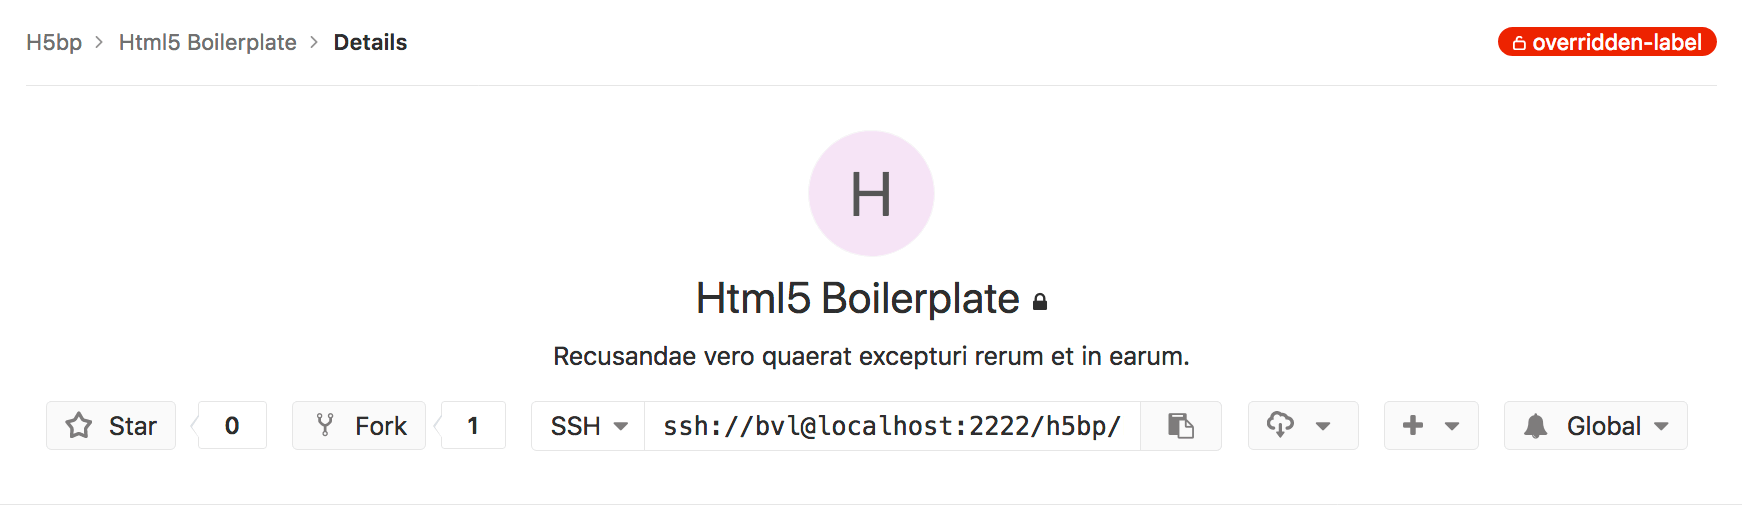 H5bp > Html5 Boilerplate > Details
overridden-label
H
Html5 Boilerplate
Recusandae vero quaerat excepturi rerum et in earum.
Star 0 Fork 1 SSH ssh://bvl@localhost:2222/h5bp/ Global